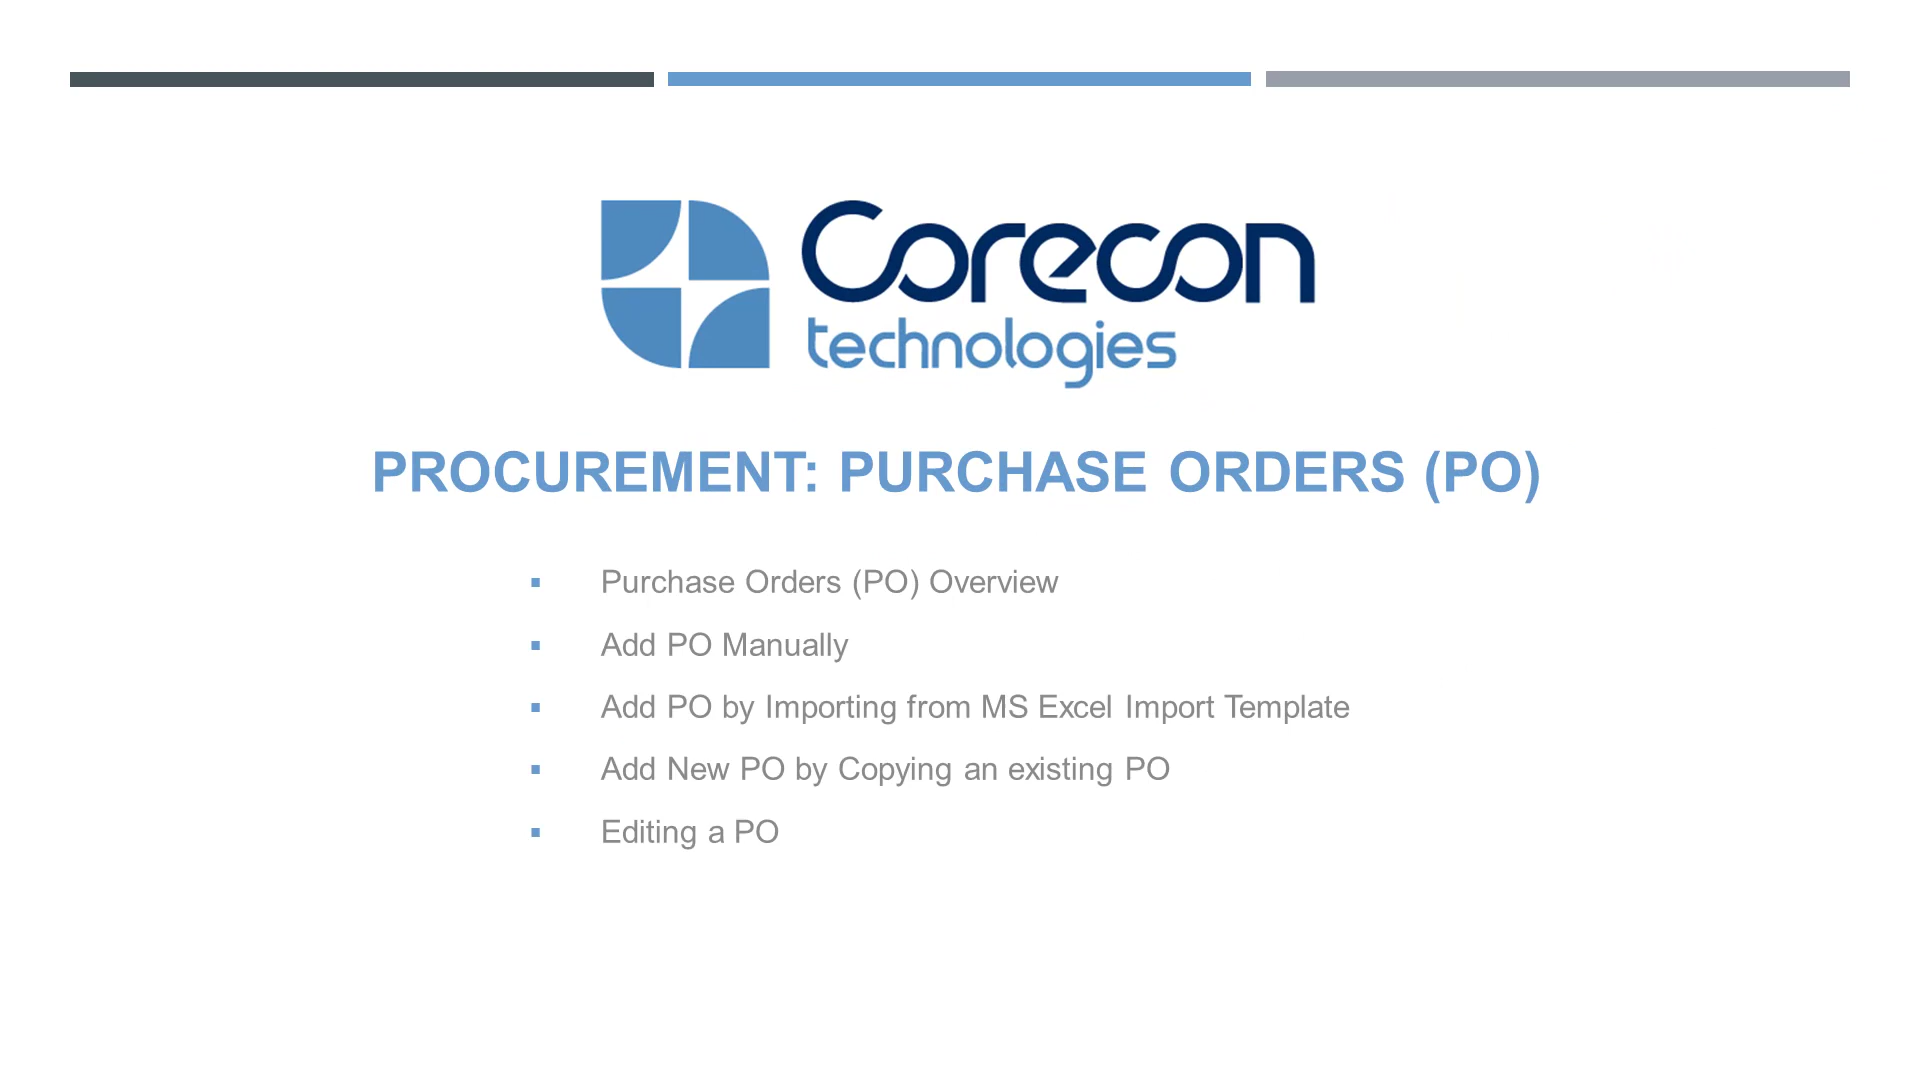 Corecon
technologies
PROCUREMENT: PURCHASE ORDERS (PO)
▪ Purchase Orders (PO) Overview
▪ Add PO Manually
▪ Add PO by Importing from MS Excel Import Template
▪ Add New PO by Copying an existing PO
▪ Editing a PO